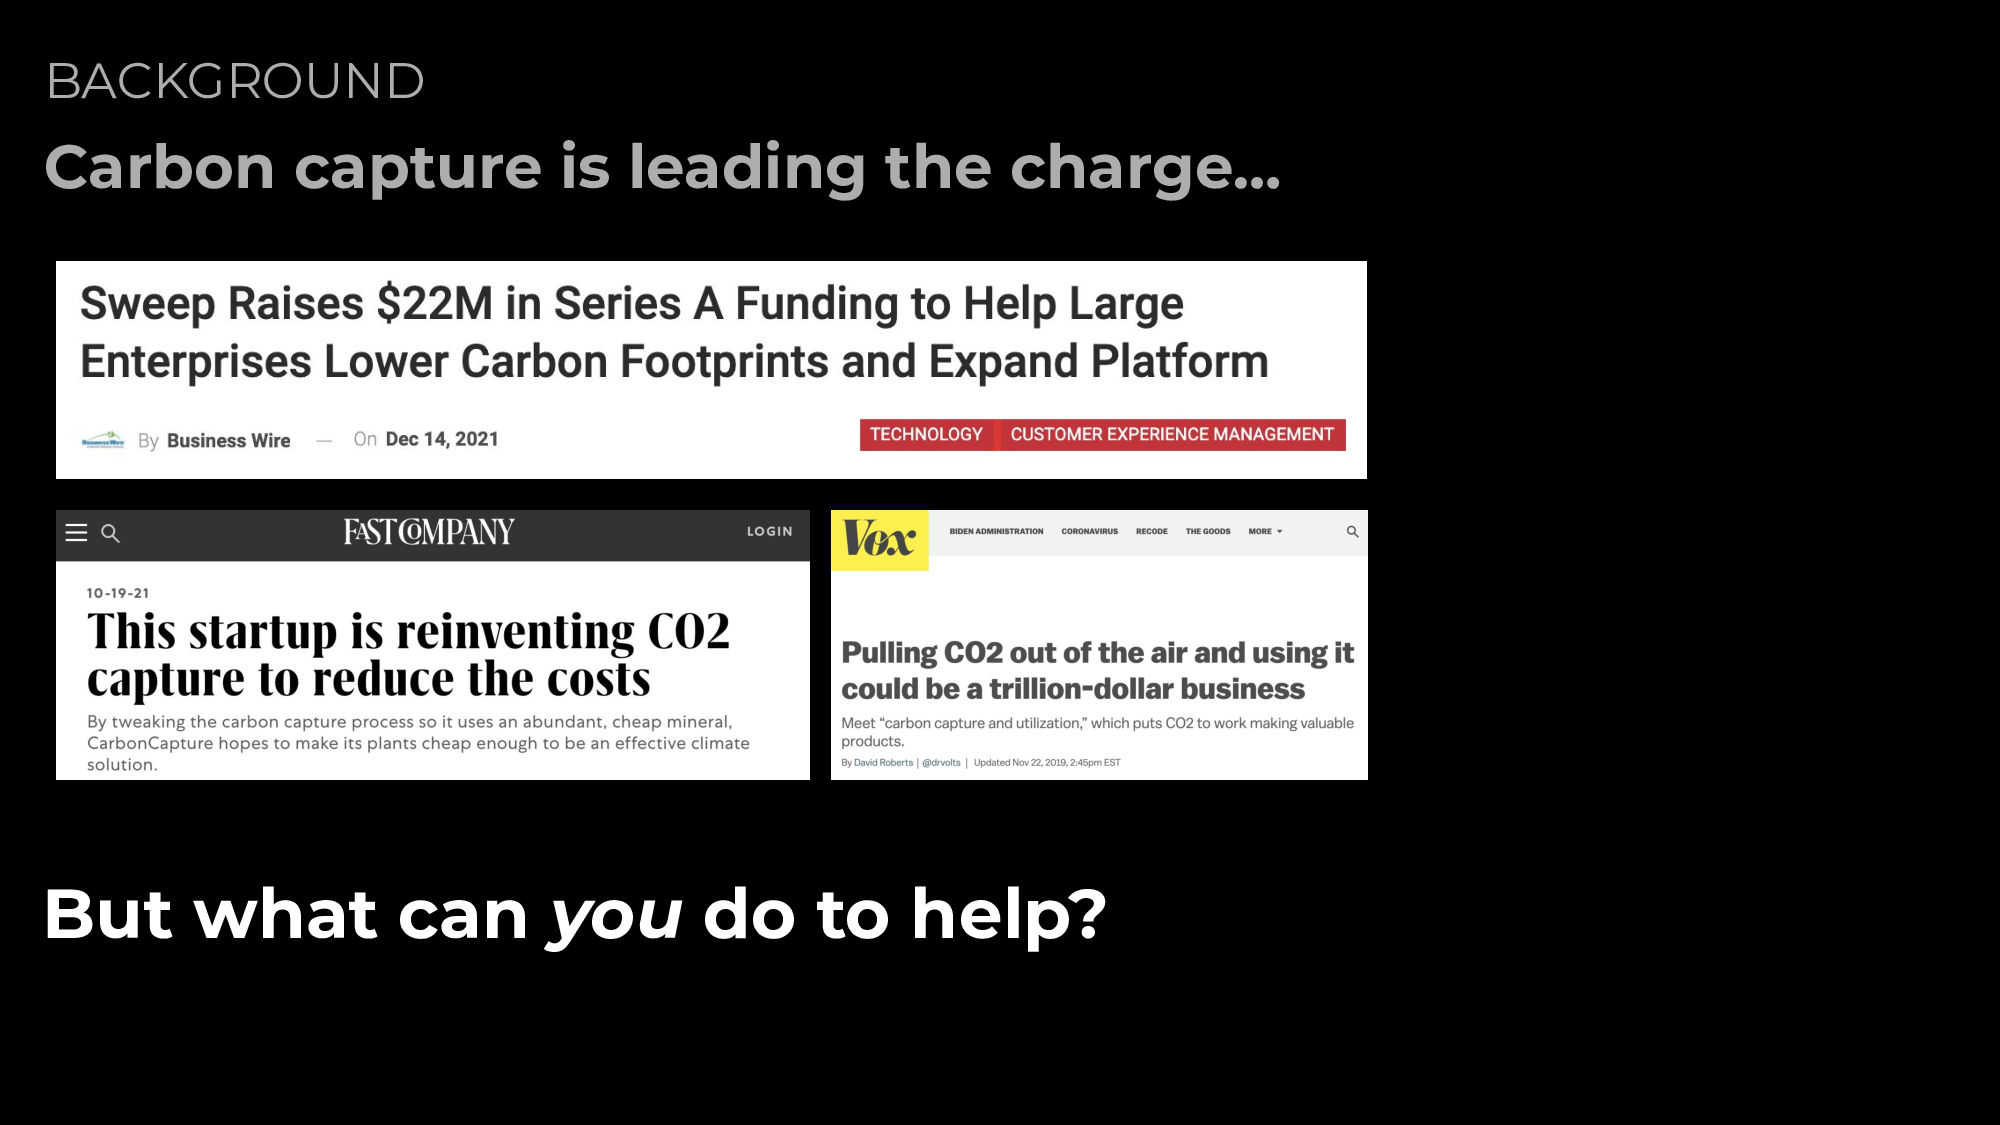 BACKGROUND
Carbon capture is leading the charge...
Sweep Raises $22M in Series A Funding to Help Large
Enterprises Lower Carbon Footprints and Expand Platform
BusinessWire By Business Wire — On Dec 14, 2021
TECHNOLOGY CUSTOMER EXPERIENCE MANAGEMENT
FAST COMPANY LOGIN
10-19-21
This startup is reinventing CO2
capture to reduce the costs
By tweaking the carbon capture process so it uses an abundant, cheap mineral,
CarbonCapture hopes to make its plants cheap enough to be an effective climate
solution.
Vox BIDEN ADMINISTRATION CORONAVIRUS RECODE THE GOODS MORE
Pulling CO2 out of the air and using it
could be a trillion-dollar business
Meet “carbon capture and utilization,” which puts CO2 to work making valuable
products.
By David Roberts | @drvolts | Updated Nov 22, 2019, 2:45pm EST
But what can you do to help?